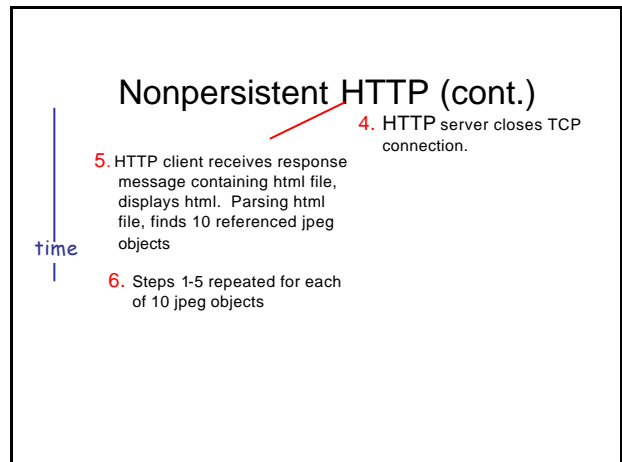 Nonpersistent HTTP (cont.)
4. HTTP server closes TCP
connection.
5. HTTP client receives response
message containing html file,
displays html. Parsing html
file, finds 10 referenced jpeg
objects
time
6. Steps 1-5 repeated for each
of 10 jpeg objects